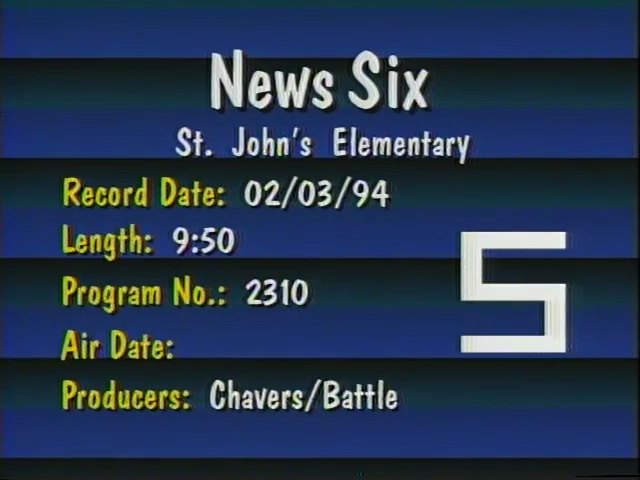 News Six
St. John's Elementary
Record Date: 02/03/94
Length: 9:50
Program No.: 2310
Air Date:
Producers: Chavers/Battle
5